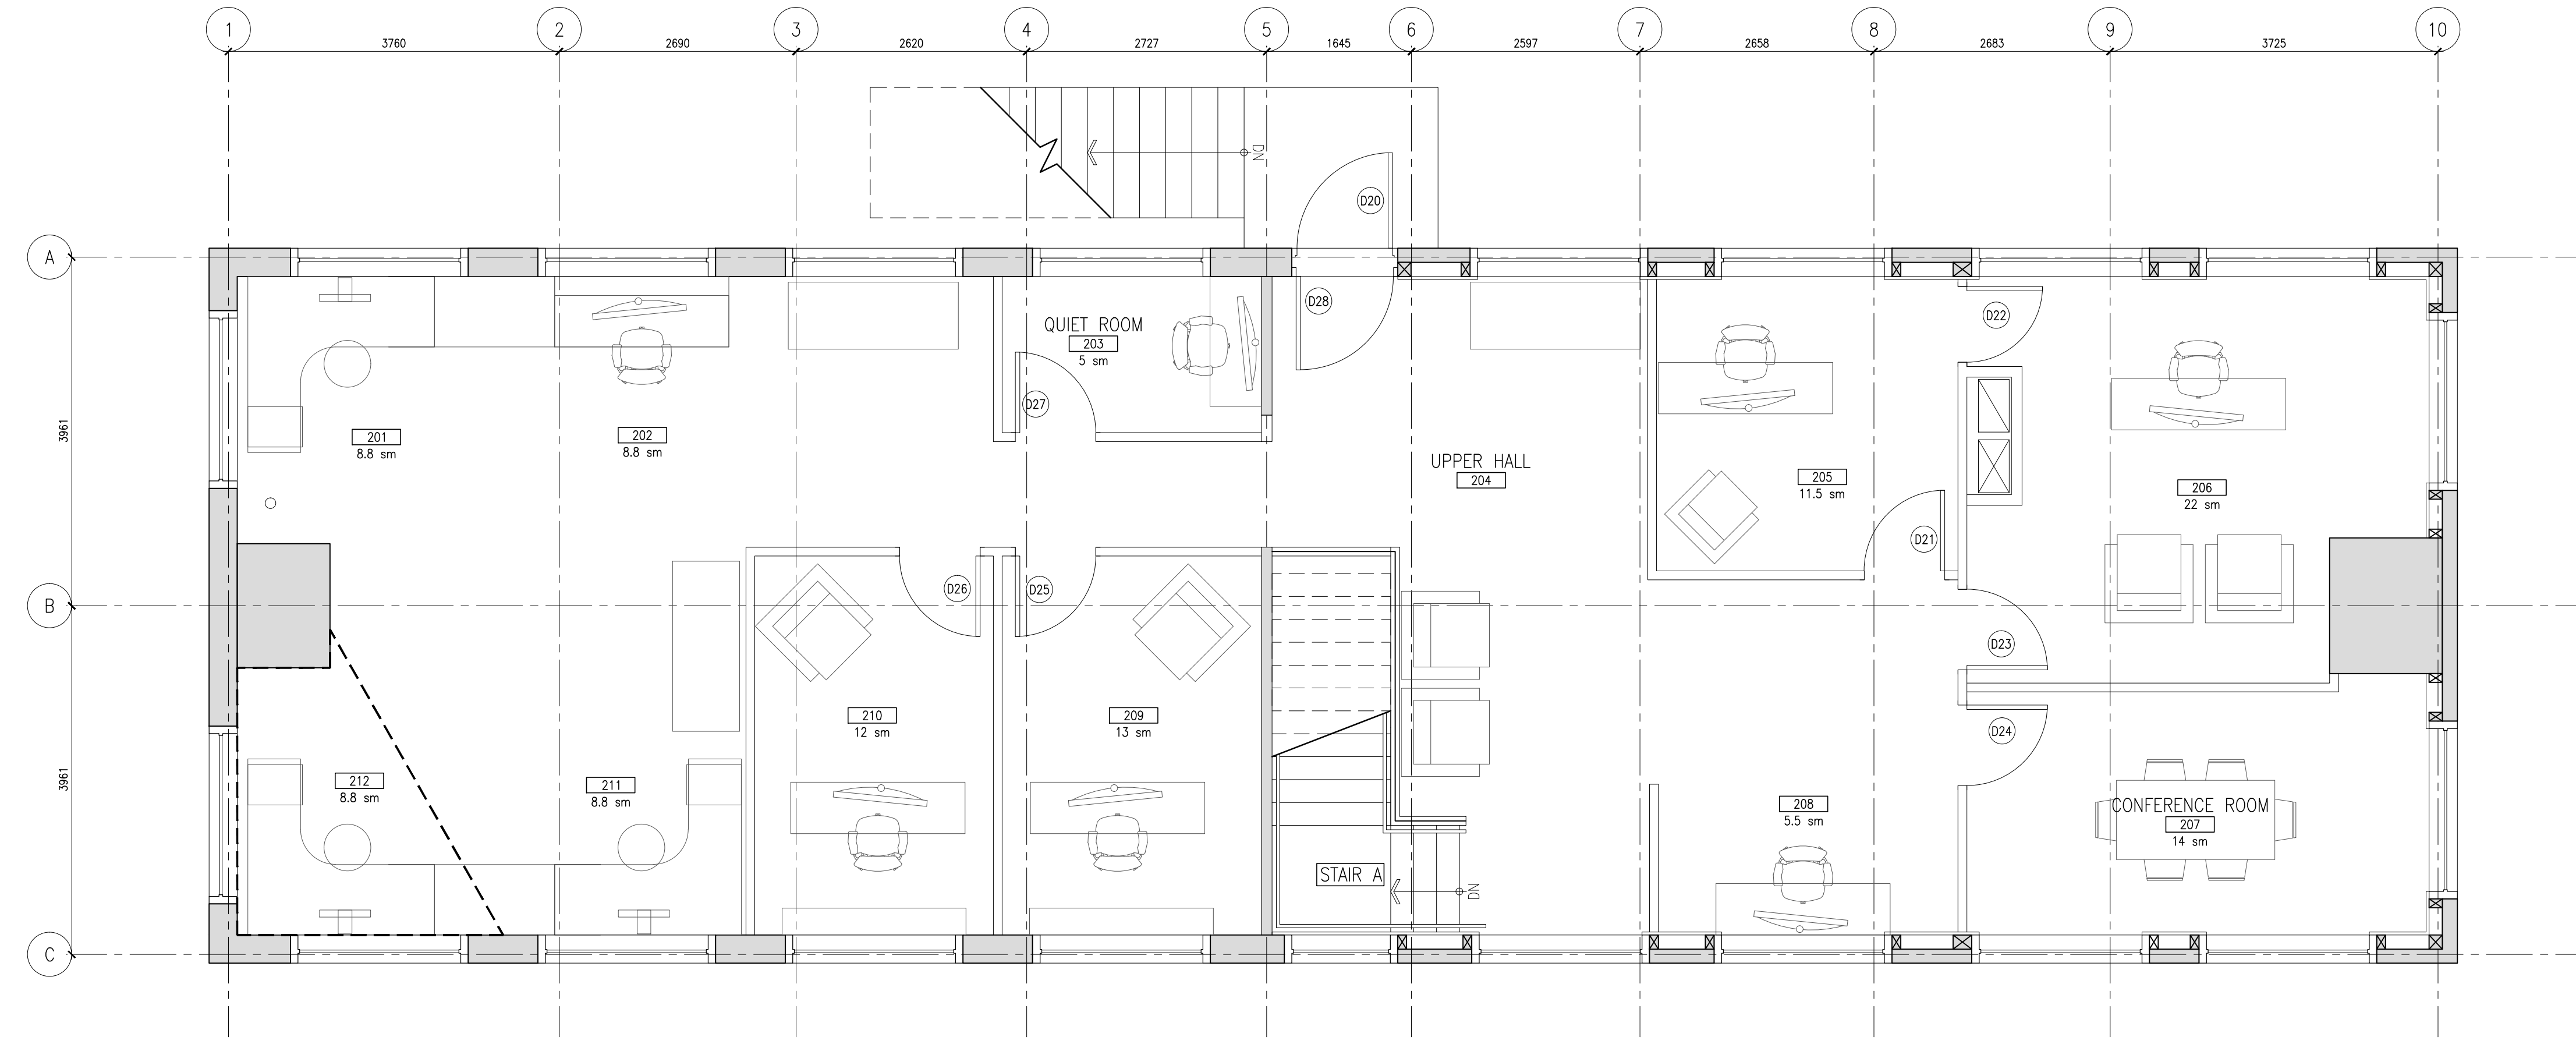 1 2 3 4 5 6 7 8 9 10
3760 2690 2620 2727 1645 2597 2658 2683 3725
DN
D20
A
D28
D22
QUIET ROOM
203
5 sm
D27
3961
201
8.8 sm
202
8.8 sm
UPPER HALL
204
205
11.5 sm
206
22 sm
D21
D26
D25
B
D23
210
12 sm
209
13 sm
D24
3961
212
8.8 sm
211
8.8 sm
208
5.5 sm
CONFERENCE ROOM
207
14 sm
STAIR A
DN
C